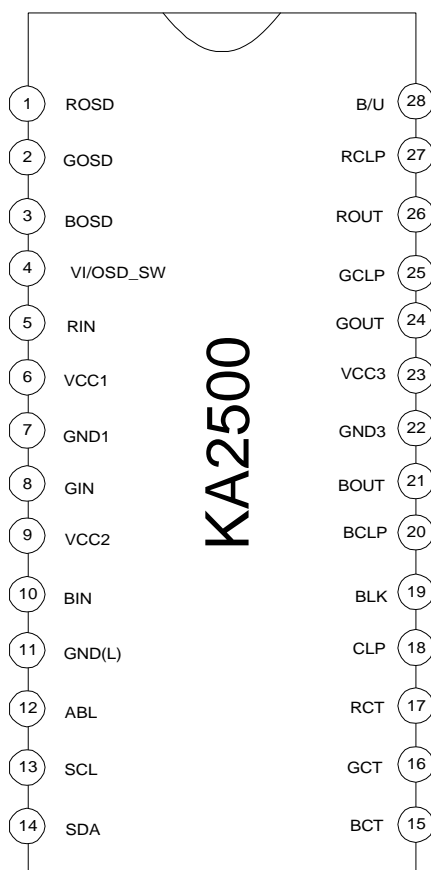 1 ROSD B/U 28
2 GOSD RCLP 27
3 BOSD ROUT 26
4 VI/OSD_SW GCLP 25
5 RIN GOUT 24
6 VCC1 VCC3 23
7 GND1 GND3 22
8 GIN BOUT 21
9 VCC2 BCLP 20
10 BIN BLK 19
11 GND(L) CLP 18
12 ABL RCT 17
13 SCL GCT 16
14 SDA BCT 15
KA2500